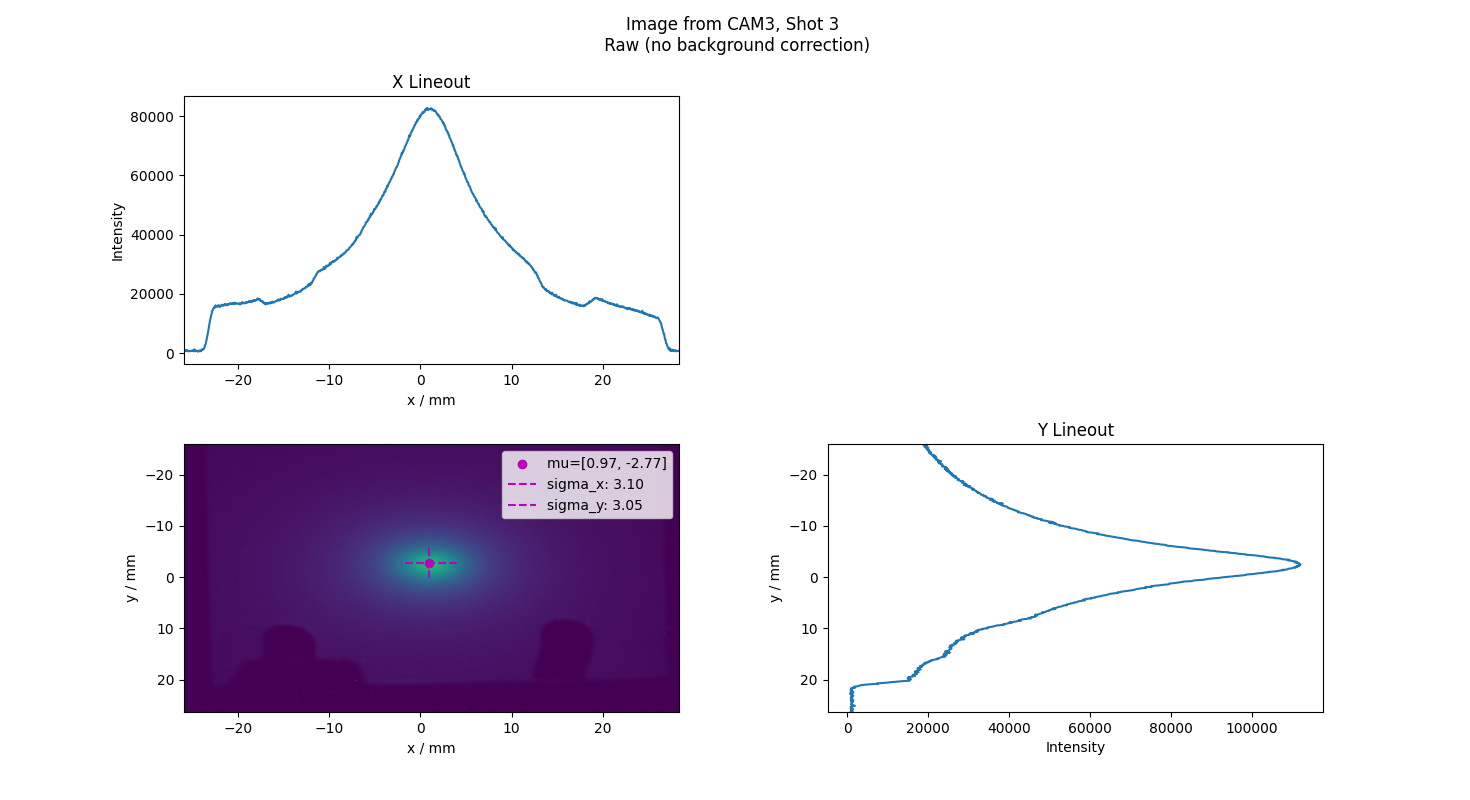 Image from CAM3, Shot 3
Raw (no background correction)
X Lineout
80000
60000
40000
20000
0
Intensity
−20
−10
0
10
20
x / mm
mu=[0.97, -2.77]
sigma_x: 3.10
sigma_y: 3.05
−20
−10
0
10
20
y / mm
−20
−10
0
10
20
x / mm
Y Lineout
−20
−10
0
10
20
y / mm
0
20000
40000
60000
80000
100000
Intensity